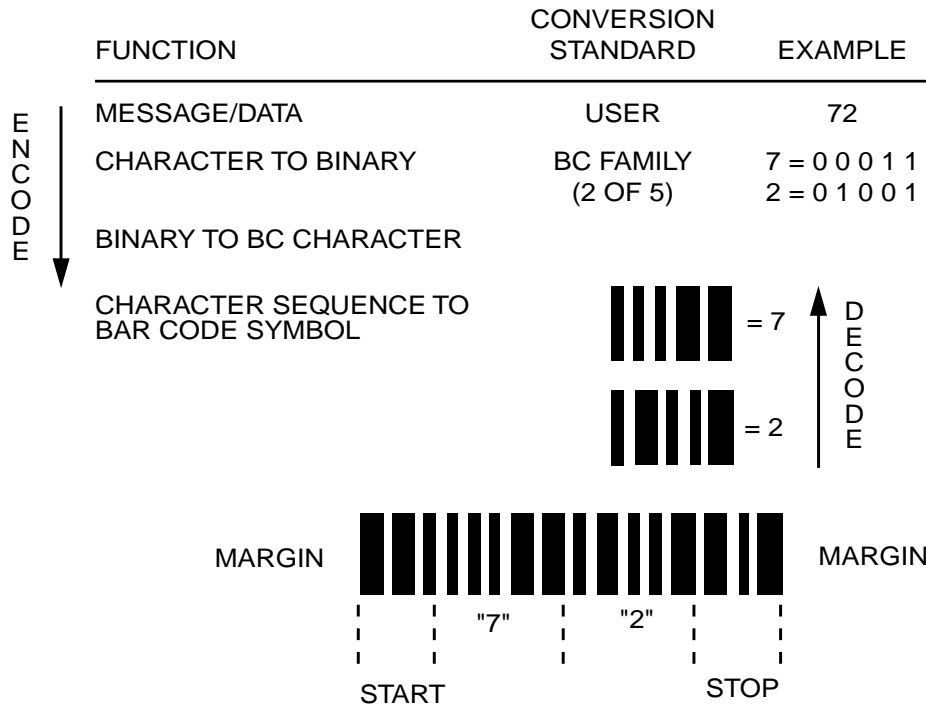 FUNCTION CONVERSION STANDARD EXAMPLE
MESSAGE/DATA USER 72
CHARACTER TO BINARY BC FAMILY (2 OF 5) 7 = 0 0 0 1 1
2 = 0 1 0 0 1
BINARY TO BC CHARACTER
CHARACTER SEQUENCE TO
BAR CODE SYMBOL
ENCODE
= 7
= 2
DECODE
MARGIN MARGIN
"7" "2"
START STOP